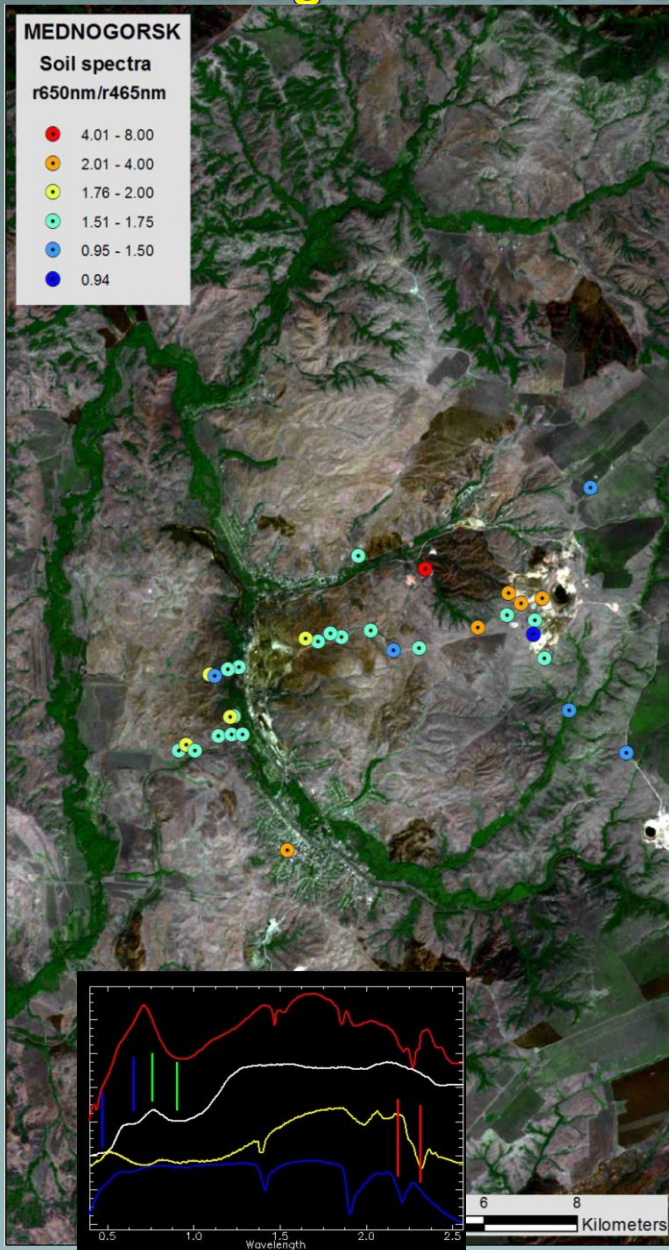 MEDNOGORSK
Soil spectra
r650nm/r465nm
4.01 - 8.00
2.01 - 4.00
1.76 - 2.00
1.51 - 1.75
0.95 - 1.50
0.94
6 8
Kilometers
0.5 1.0 1.5 2.0 2.5
Wavelength